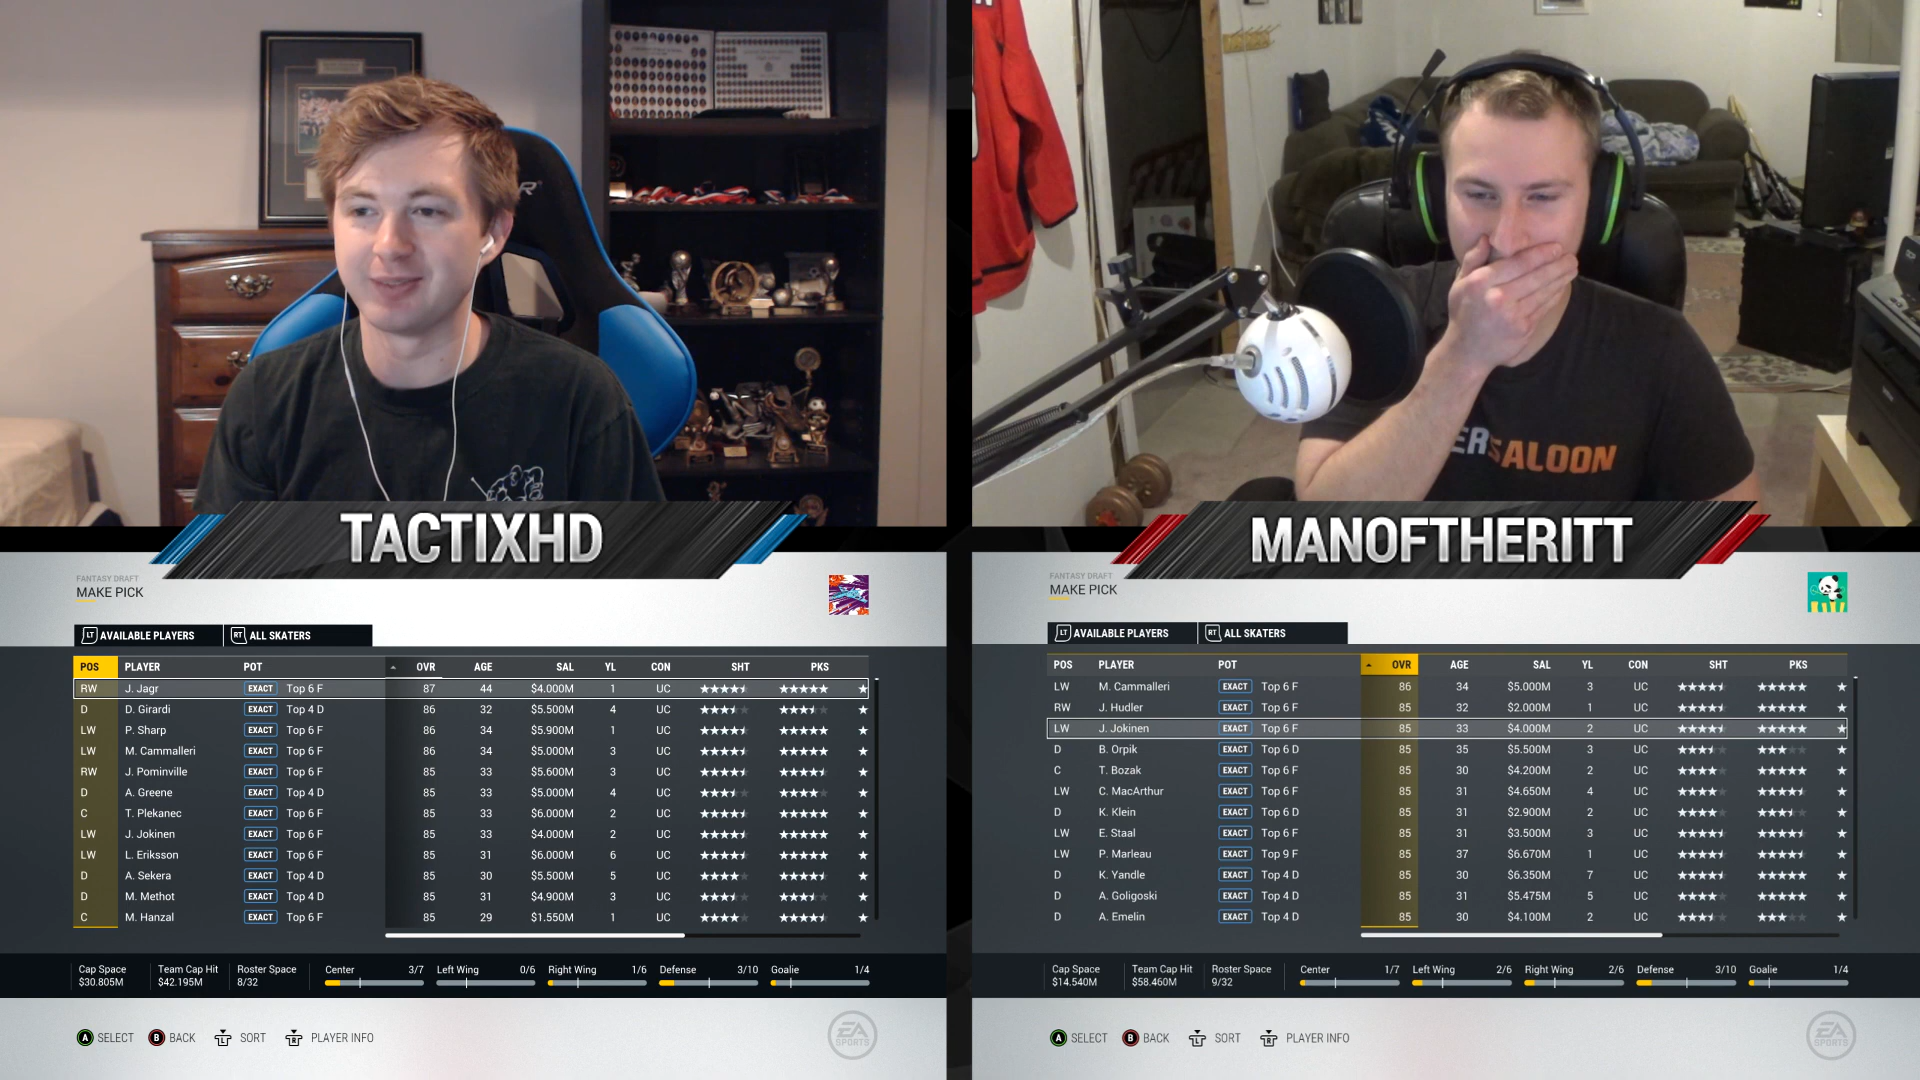 ERSALOON
TACTIXHD
MANOFTHERITT
FANTASY DRAFT
MAKE PICK
LT AVAILABLE PLAYERS RT ALL SKATERS
POS PLAYER POT OVR AGE SAL YL CON SHT PKS
RW J. Jagr EXACT Top 6 F 87 44 $4.000M 1 UC
D D. Girardi EXACT Top 4 D 86 32 $5.500M 4 UC
LW P. Sharp EXACT Top 6 F 86 34 $5.900M 1 UC
LW M. Cammalleri EXACT Top 6 F 86 34 $5.000M 3 UC
RW J. Pominville EXACT Top 6 F 85 33 $5.600M 3 UC
D A. Greene EXACT Top 4 D 85 33 $5.000M 4 UC
C T. Plekanec EXACT Top 6 F 85 33 $6.000M 2 UC
LW J. Jokinen EXACT Top 6 F 85 33 $4.000M 2 UC
LW L. Eriksson EXACT Top 6 F 85 31 $6.000M 6 UC
D A. Sekera EXACT Top 4 D 85 30 $5.500M 5 UC
D M. Methot EXACT Top 4 D 85 31 $4.900M 3 UC
C M. Hanzal EXACT Top 6 F 85 29 $1.550M 1 UC
Cap Space Team Cap Hit Roster Space Center 3/7 Left Wing 0/6 Right Wing 1/6 Defense 3/10 Goalie 1/4
$30.805M $42.195M 8/32
A SELECT B BACK L SORT R PLAYER INFO
EA SPORTS
FANTASY DRAFT
MAKE PICK
LT AVAILABLE PLAYERS RT ALL SKATERS
POS PLAYER POT OVR AGE SAL YL CON SHT PKS
LW M. Cammalleri EXACT Top 6 F 86 34 $5.000M 3 UC
RW J. Hudler EXACT Top 6 F 85 32 $2.000M 1 UC
LW J. Jokinen EXACT Top 6 F 85 33 $4.000M 2 UC
D B. Orpik EXACT Top 6 D 85 35 $5.500M 3 UC
C T. Bozak EXACT Top 6 F 85 30 $4.200M 2 UC
LW C. MacArthur EXACT Top 6 F 85 31 $4.650M 4 UC
D K. Klein EXACT Top 6 D 85 31 $2.900M 2 UC
LW E. Staal EXACT Top 6 F 85 31 $3.500M 3 UC
LW P. Marleau EXACT Top 9 F 85 37 $6.670M 1 UC
D K. Yandle EXACT Top 4 D 85 30 $6.350M 7 UC
D A. Goligoski EXACT Top 4 D 85 31 $5.475M 5 UC
D A. Emelin EXACT Top 4 D 85 30 $4.100M 2 UC
Cap Space Team Cap Hit Roster Space Center 1/7 Left Wing 2/6 Right Wing 2/6 Defense 3/10 Goalie 1/4
$14.540M $58.460M 9/32
A SELECT B BACK L SORT R PLAYER INFO
EA SPORTS